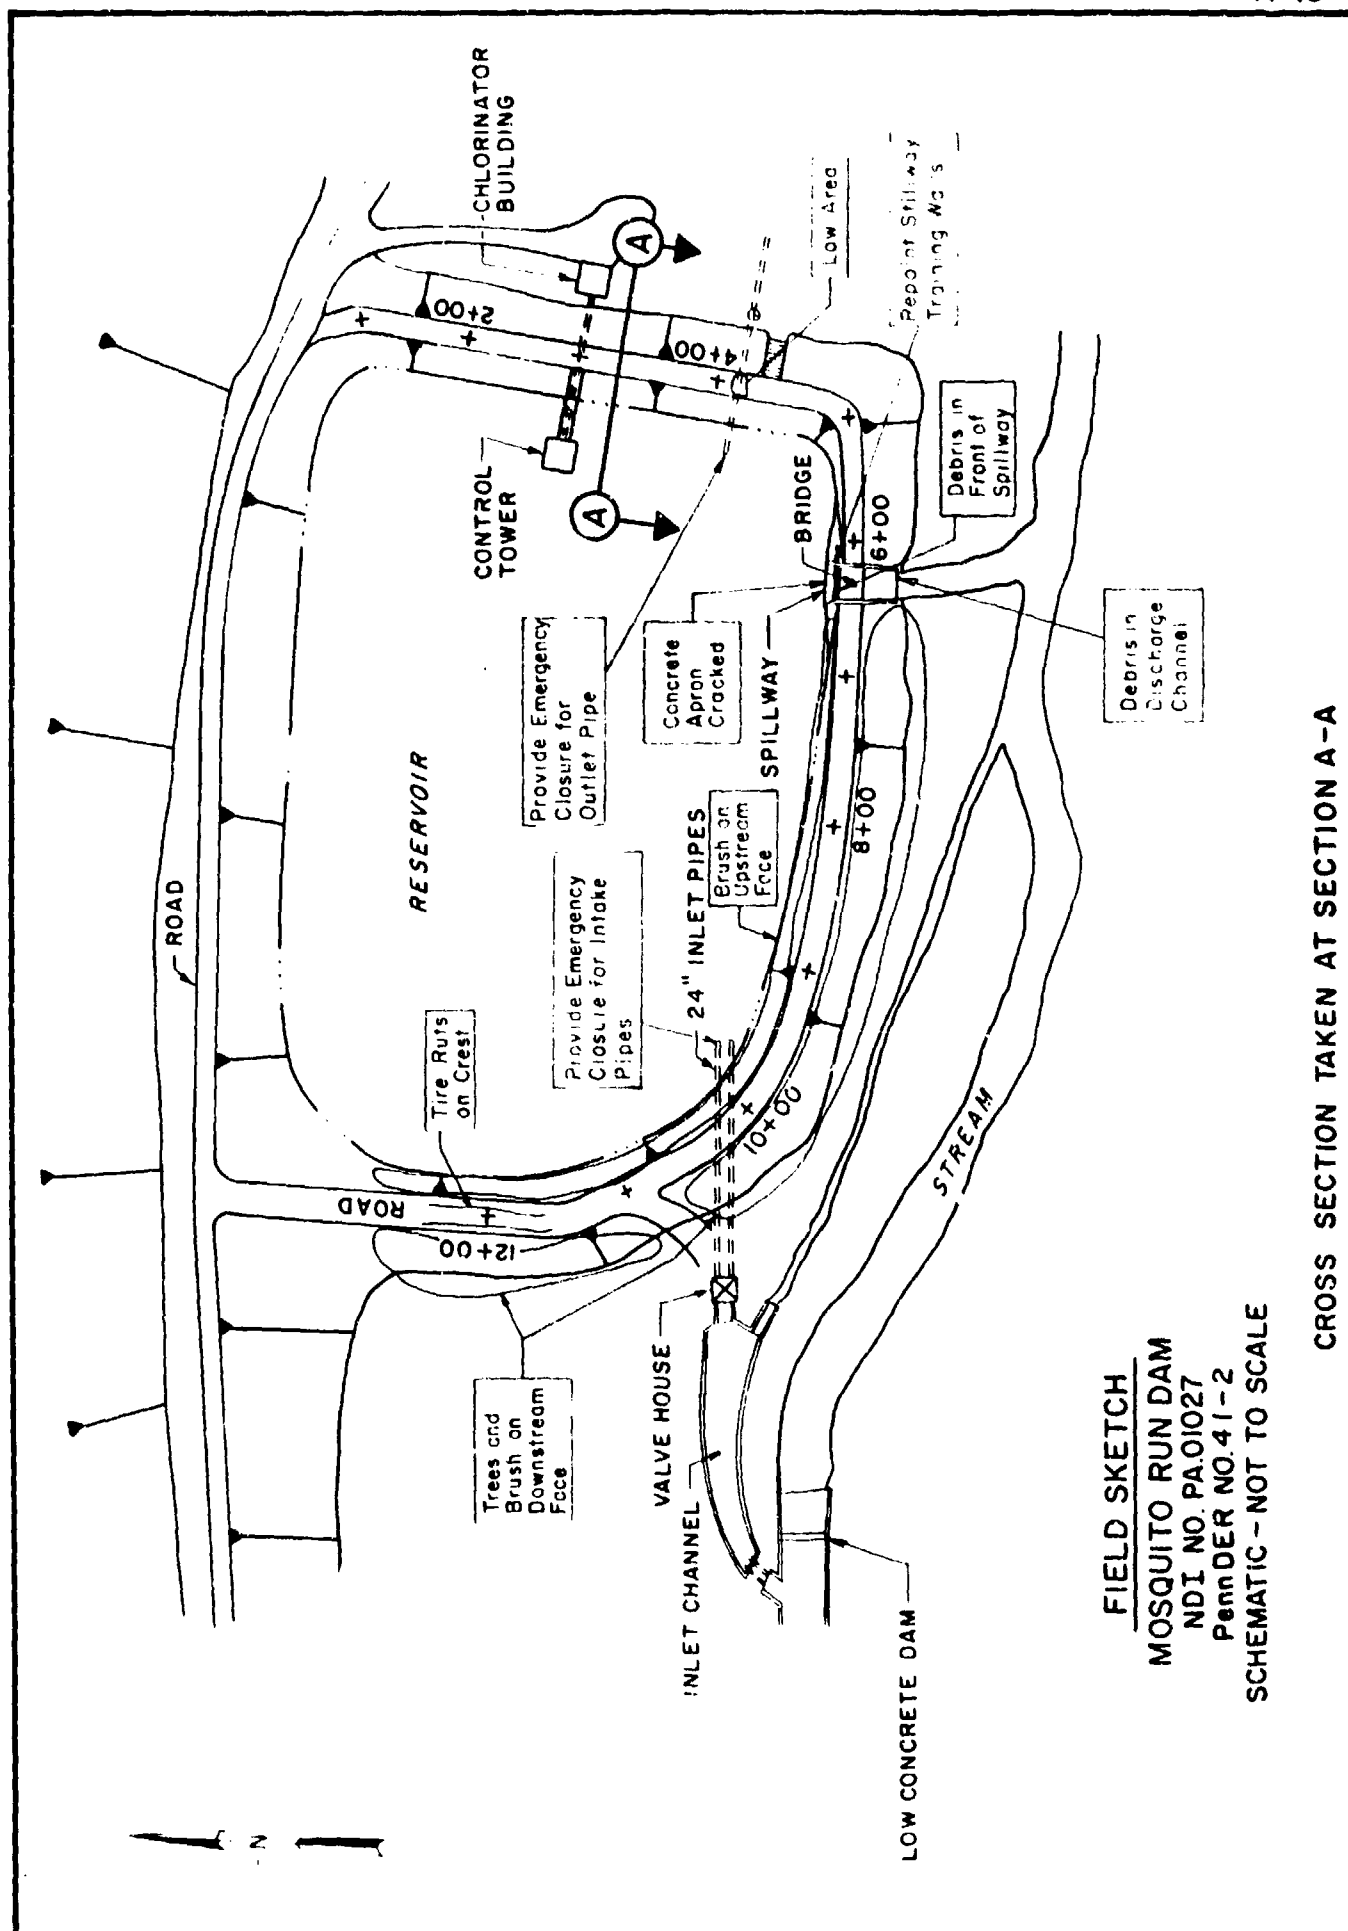 CHLORINATOR
BUILDING
CONTROL
TOWER
A
A
2+00
4+00
Low Area
Training
Provide Emergency
Closure for
Outlet Pipe
BRIDGE
6+00
Debris in
Front of
Spillway
Concrete
Apron
Cracked
SPILLWAY
Debris in
Discharge
Channel
ROAD
RESERVOIR
Provide Emergency
Closure for Intake
Pipes
24" INLET PIPES
Brush on
Upstream
Face
8+00
Tire Ruts
on Crest
10+00
ROAD
12+00
STREAM
Trees and
Brush on
Downstream
Face
VALVE HOUSE
INLET CHANNEL
LOW CONCRETE DAM
N
FIELD SKETCH
MOSQUITO RUN DAM
NDI NO. PA.01027
PennDER NO. 41-2
SCHEMATIC-NOT TO SCALE
CROSS SECTION TAKEN AT SECTION A-A